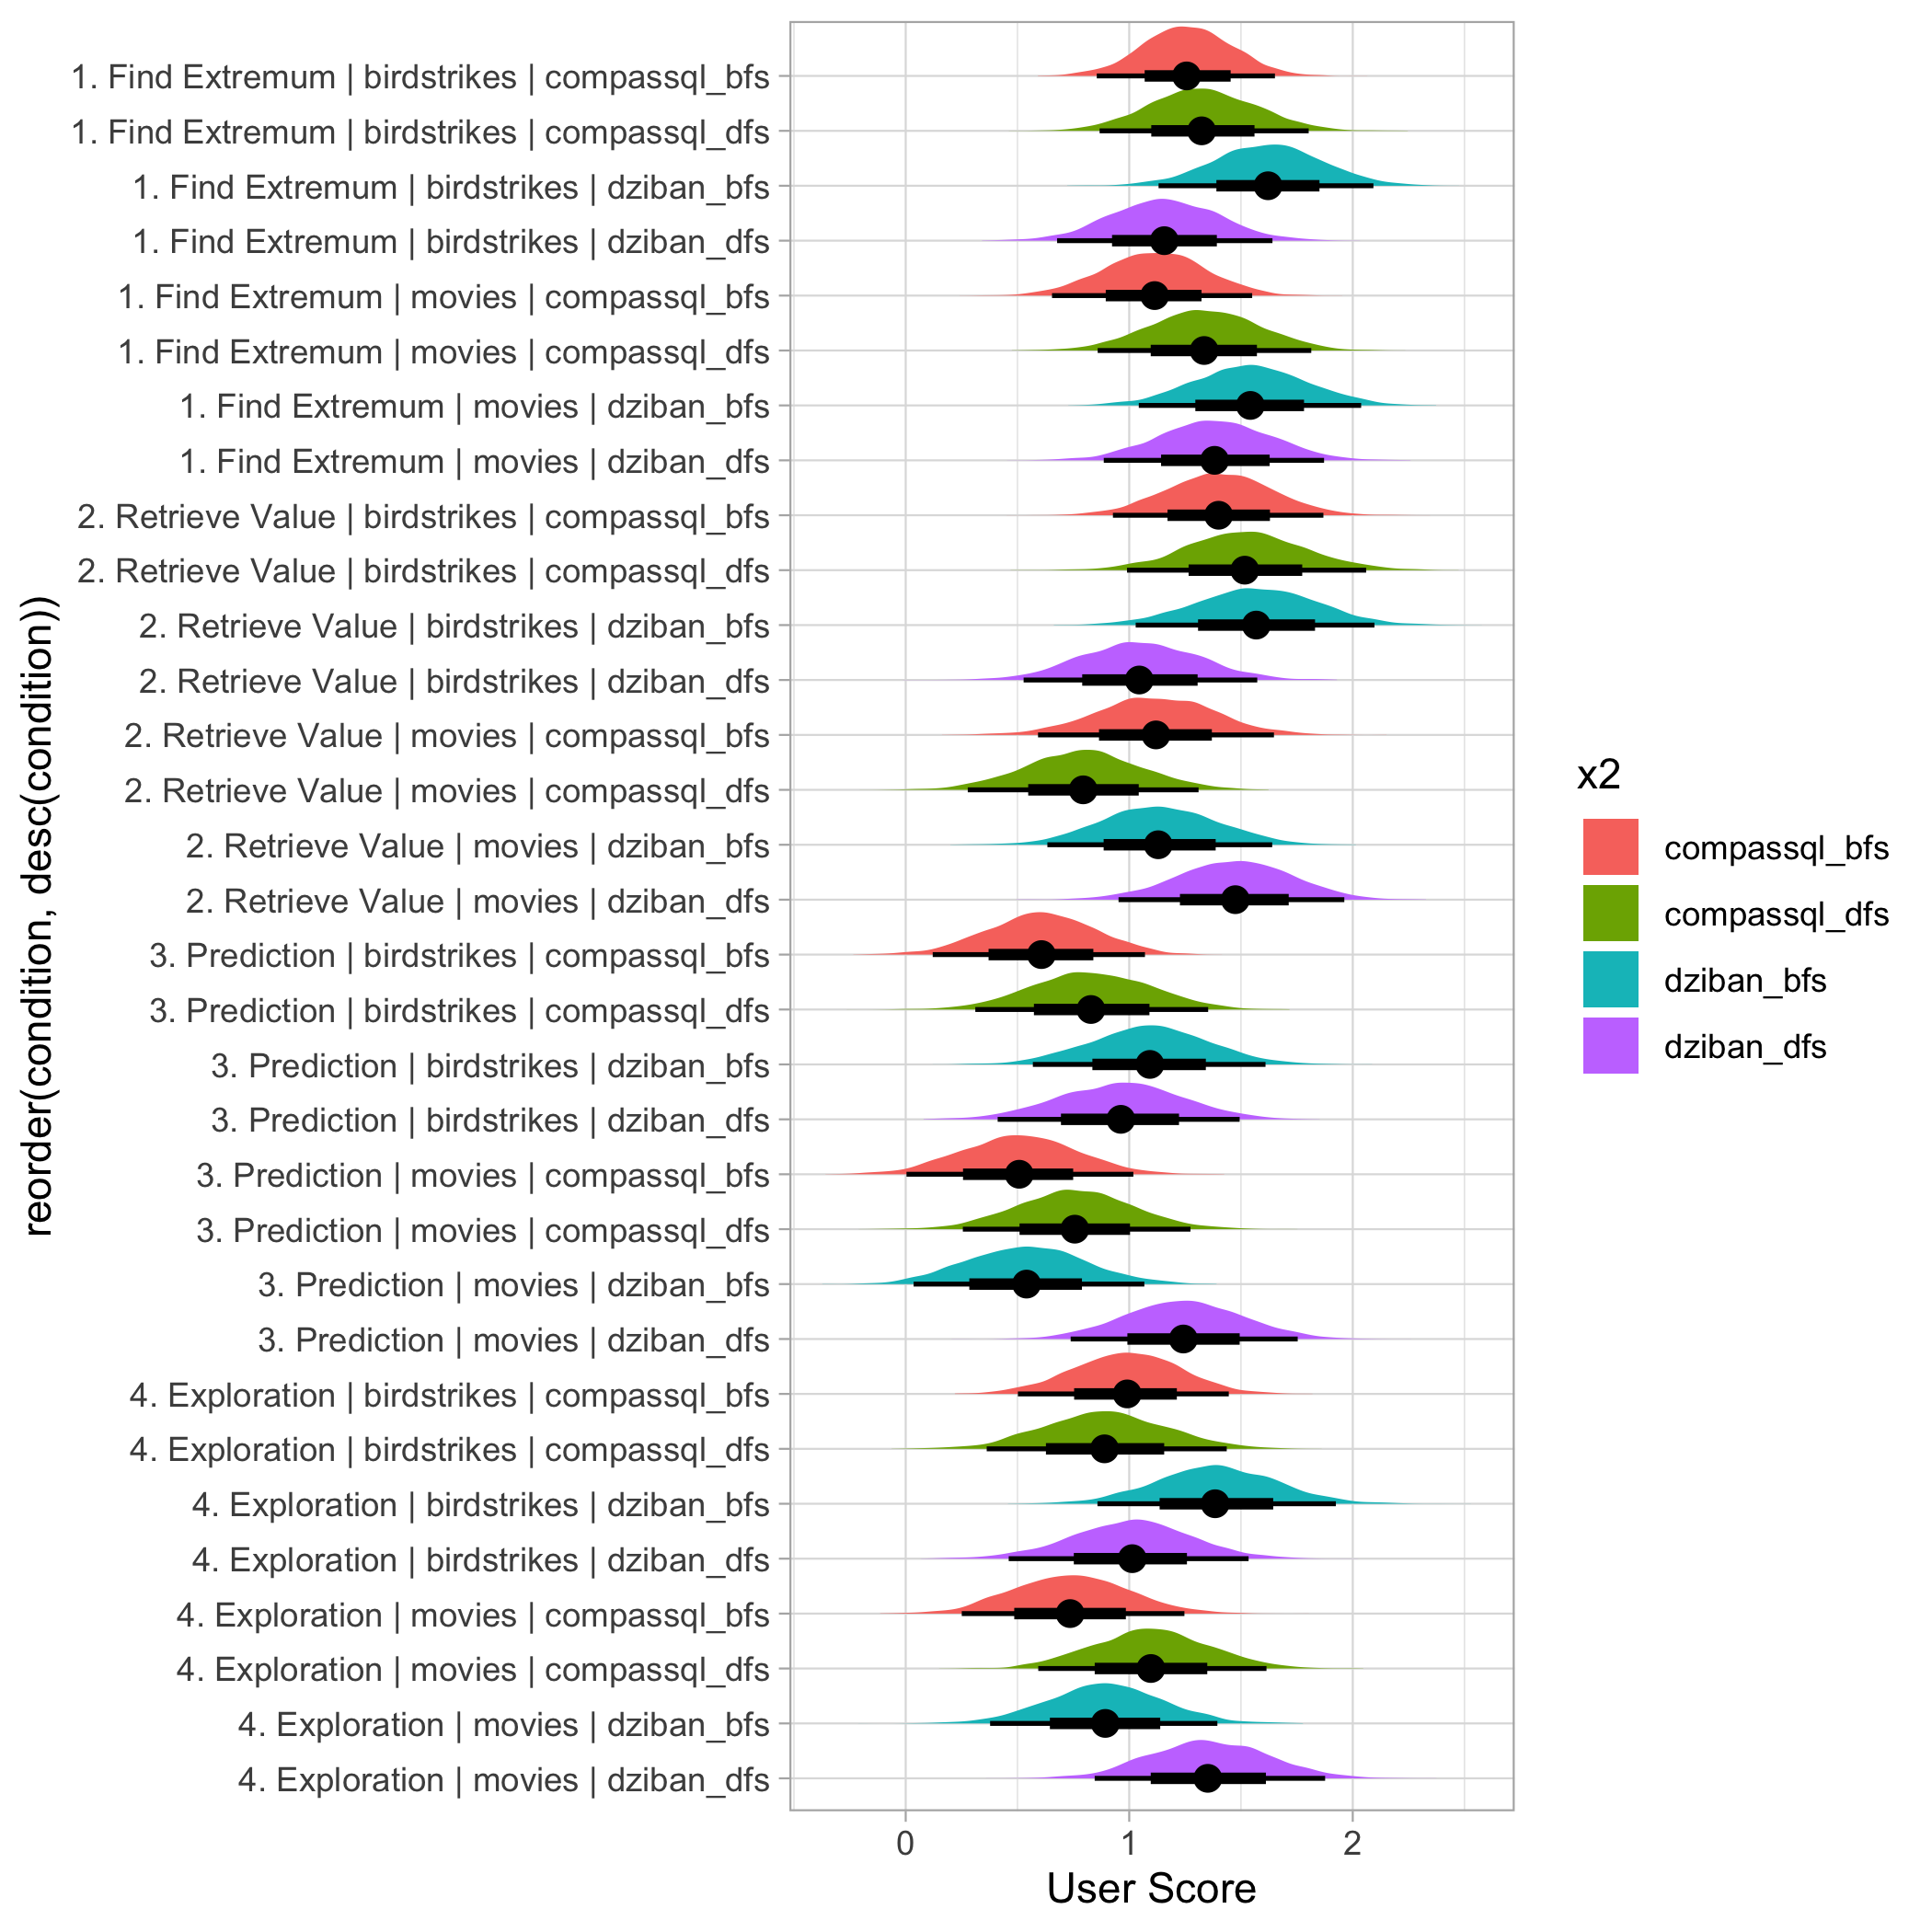 1. Find Extremum | birdstrikes | compassql_bfs
1. Find Extremum | birdstrikes | compassql_dfs
1. Find Extremum | birdstrikes | dziban_bfs
1. Find Extremum | birdstrikes | dziban_dfs
1. Find Extremum | movies | compassql_bfs
1. Find Extremum | movies | compassql_dfs
1. Find Extremum | movies | dziban_bfs
1. Find Extremum | movies | dziban_dfs
2. Retrieve Value | birdstrikes | compassql_bfs
2. Retrieve Value | birdstrikes | compassql_dfs
2. Retrieve Value | birdstrikes | dziban_bfs
2. Retrieve Value | birdstrikes | dziban_dfs
2. Retrieve Value | movies | compassql_bfs
2. Retrieve Value | movies | compassql_dfs
2. Retrieve Value | movies | dziban_bfs
2. Retrieve Value | movies | dziban_dfs
3. Prediction | birdstrikes | compassql_bfs
3. Prediction | birdstrikes | compassql_dfs
3. Prediction | birdstrikes | dziban_bfs
3. Prediction | birdstrikes | dziban_dfs
3. Prediction | movies | compassql_bfs
3. Prediction | movies | compassql_dfs
3. Prediction | movies | dziban_bfs
3. Prediction | movies | dziban_dfs
4. Exploration | birdstrikes | compassql_bfs
4. Exploration | birdstrikes | compassql_dfs
4. Exploration | birdstrikes | dziban_bfs
4. Exploration | birdstrikes | dziban_dfs
4. Exploration | movies | compassql_bfs
4. Exploration | movies | compassql_dfs
4. Exploration | movies | dziban_bfs
4. Exploration | movies | dziban_dfs
reorder(condition, desc(condition))
0 1 2
User Score
x2
compassql_bfs
compassql_dfs
dziban_bfs
dziban_dfs